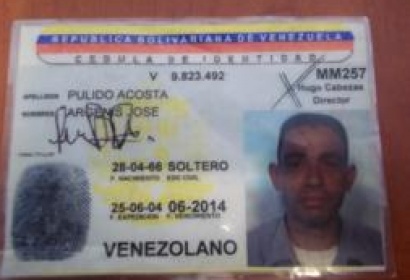 REPUBLICA BOLIVARIANA DE VENEZUELA
CEDULA DE IDENTIDAD
V 9.823.492
MM257
Hugo Cabezas
Director
APELLIDOS PULIDO ACOSTA
NOMBRES ARGENIS JOSE
28-04-66 SOLTERO
F. NACIMIENTO EDO CIVIL
25-06-04 06-2014
F. EXPEDICION F. VENCIMIENTO
VENEZOLANO